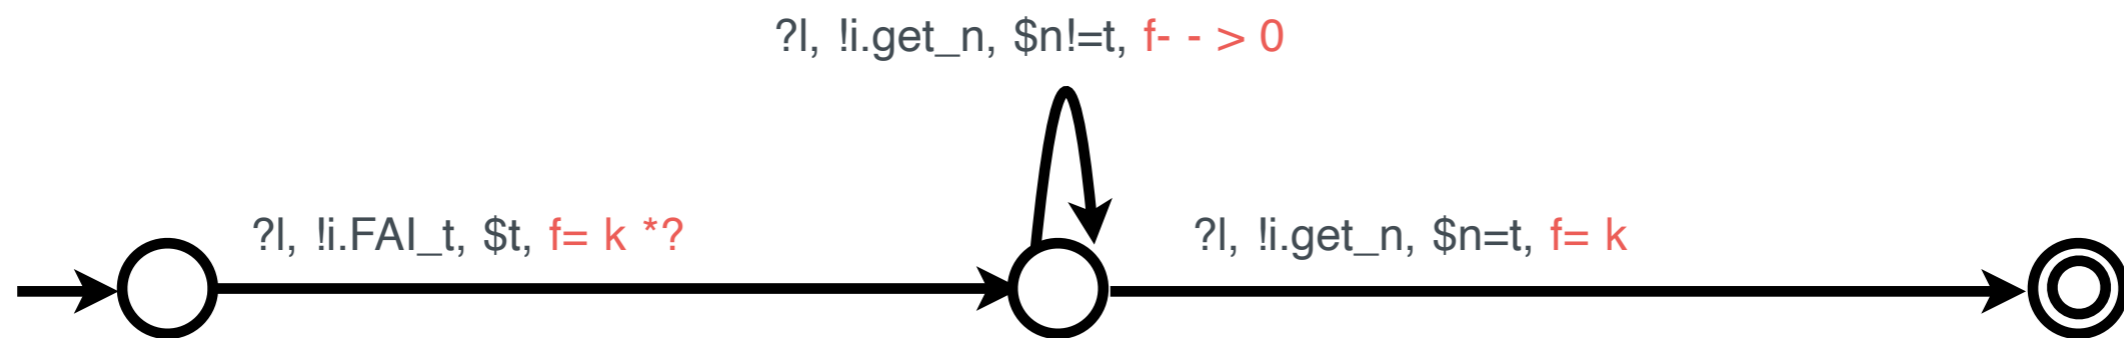 ?l, !i.get_n, $n!=t, f- - > 0
?l, !i.FAI_t, $t, f= k *?
?l, !i.get_n, $n=t, f= k